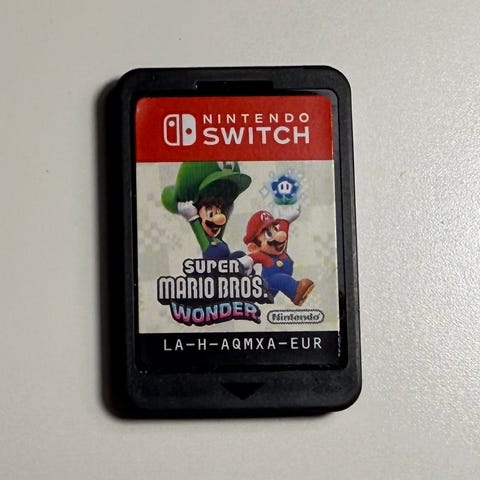 NINTENDO
SWITCH
L
M
SUPER
MARIO BROS.
WONDER
Nintendo
LA-H-AQMXA-EUR